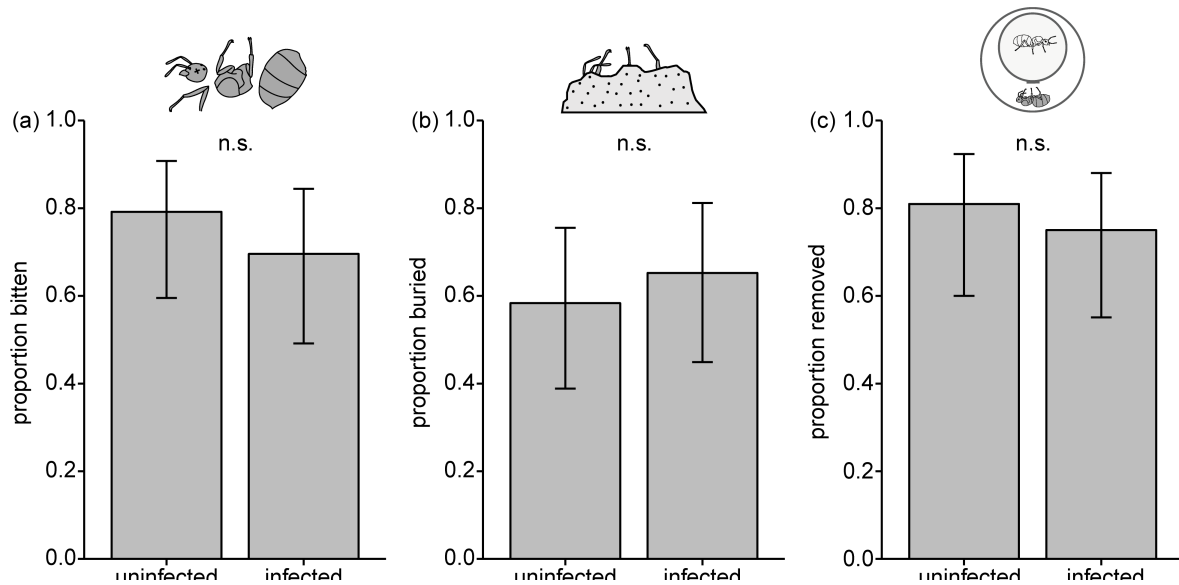 (a)
n.s.
proportion bitten
1.0
0.8
0.6
0.4
0.2
0.0
uninfected
infected
(b)
n.s.
proportion buried
1.0
0.8
0.6
0.4
0.2
0.0
uninfected
infected
(c)
n.s.
proportion removed
1.0
0.8
0.6
0.4
0.2
0.0
uninfected
infected